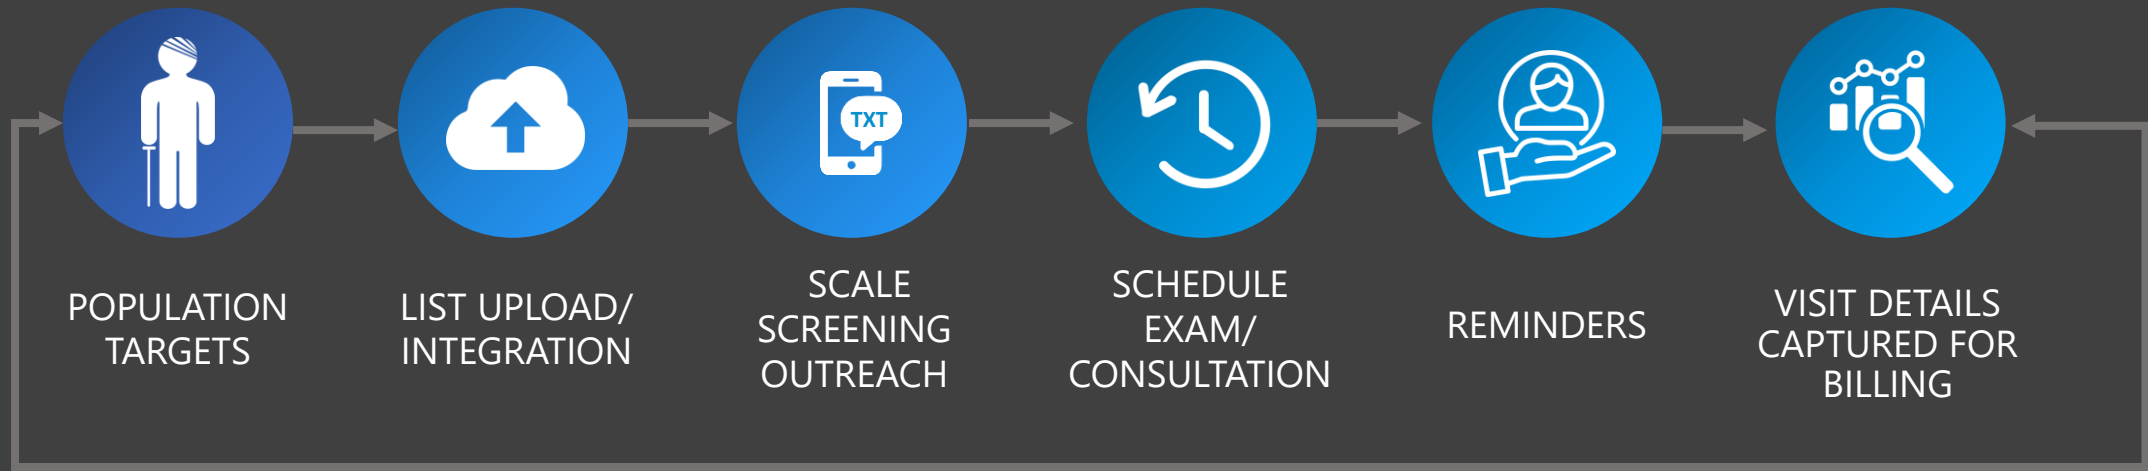 TXT
POPULATION
TARGETS
LIST UPLOAD/
INTEGRATION
SCALE
SCREENING
OUTREACH
SCHEDULE
EXAM/
CONSULTATION
REMINDERS
VISIT DETAILS
CAPTURED FOR
BILLING